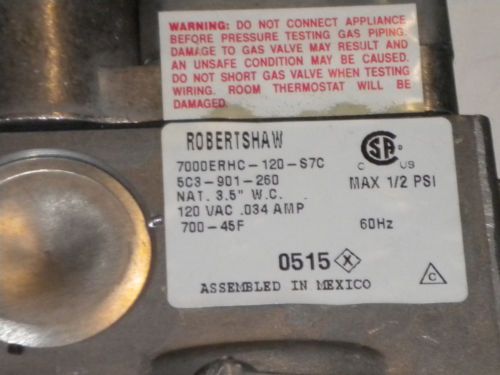 WARNING: DO NOT CONNECT APPLIANCE
BEFORE PRESSURE TESTING GAS PIPING.
DAMAGE TO GAS VALVE MAY RESULT AND
AN UNSAFE CONDITION MAY BE CAUSED.
DO NOT SHORT GAS VALVE WHEN TESTING
WIRING. ROOM THERMOSTAT WILL BE
DAMAGED.
ROBERTSHAW
7000ERHC-120-S7C
5C3-901-260
NAT. 3.5" W.C.
120 VAC .034 AMP
700-45F
60Hz
CSA
C US
MAX 1/2 PSI
0515 X
ASSEMBLED IN MEXICO
C